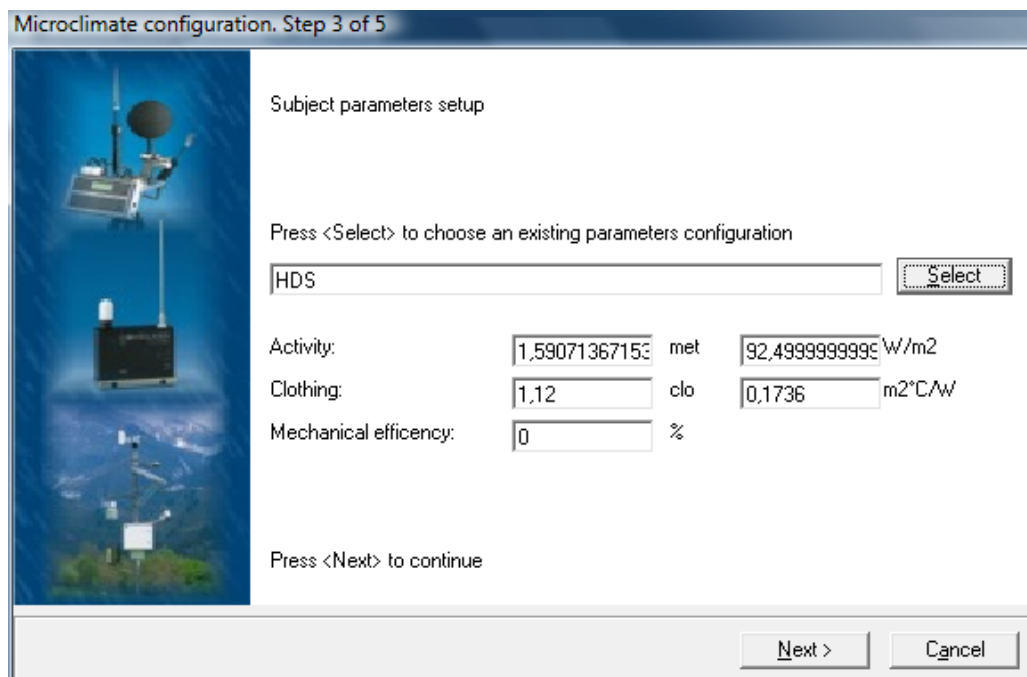 Microclimate configuration. Step 3 of 5
Subject parameters setup
Press <Select> to choose an existing parameters configuration
HDS Select
Activity: 1,59071367153 met 92,4999999999 W/m2
Clothing: 1,12 clo 0,1736 m2°C/W
Mechanical efficency: 0 %
Press <Next> to continue
Next > Cancel